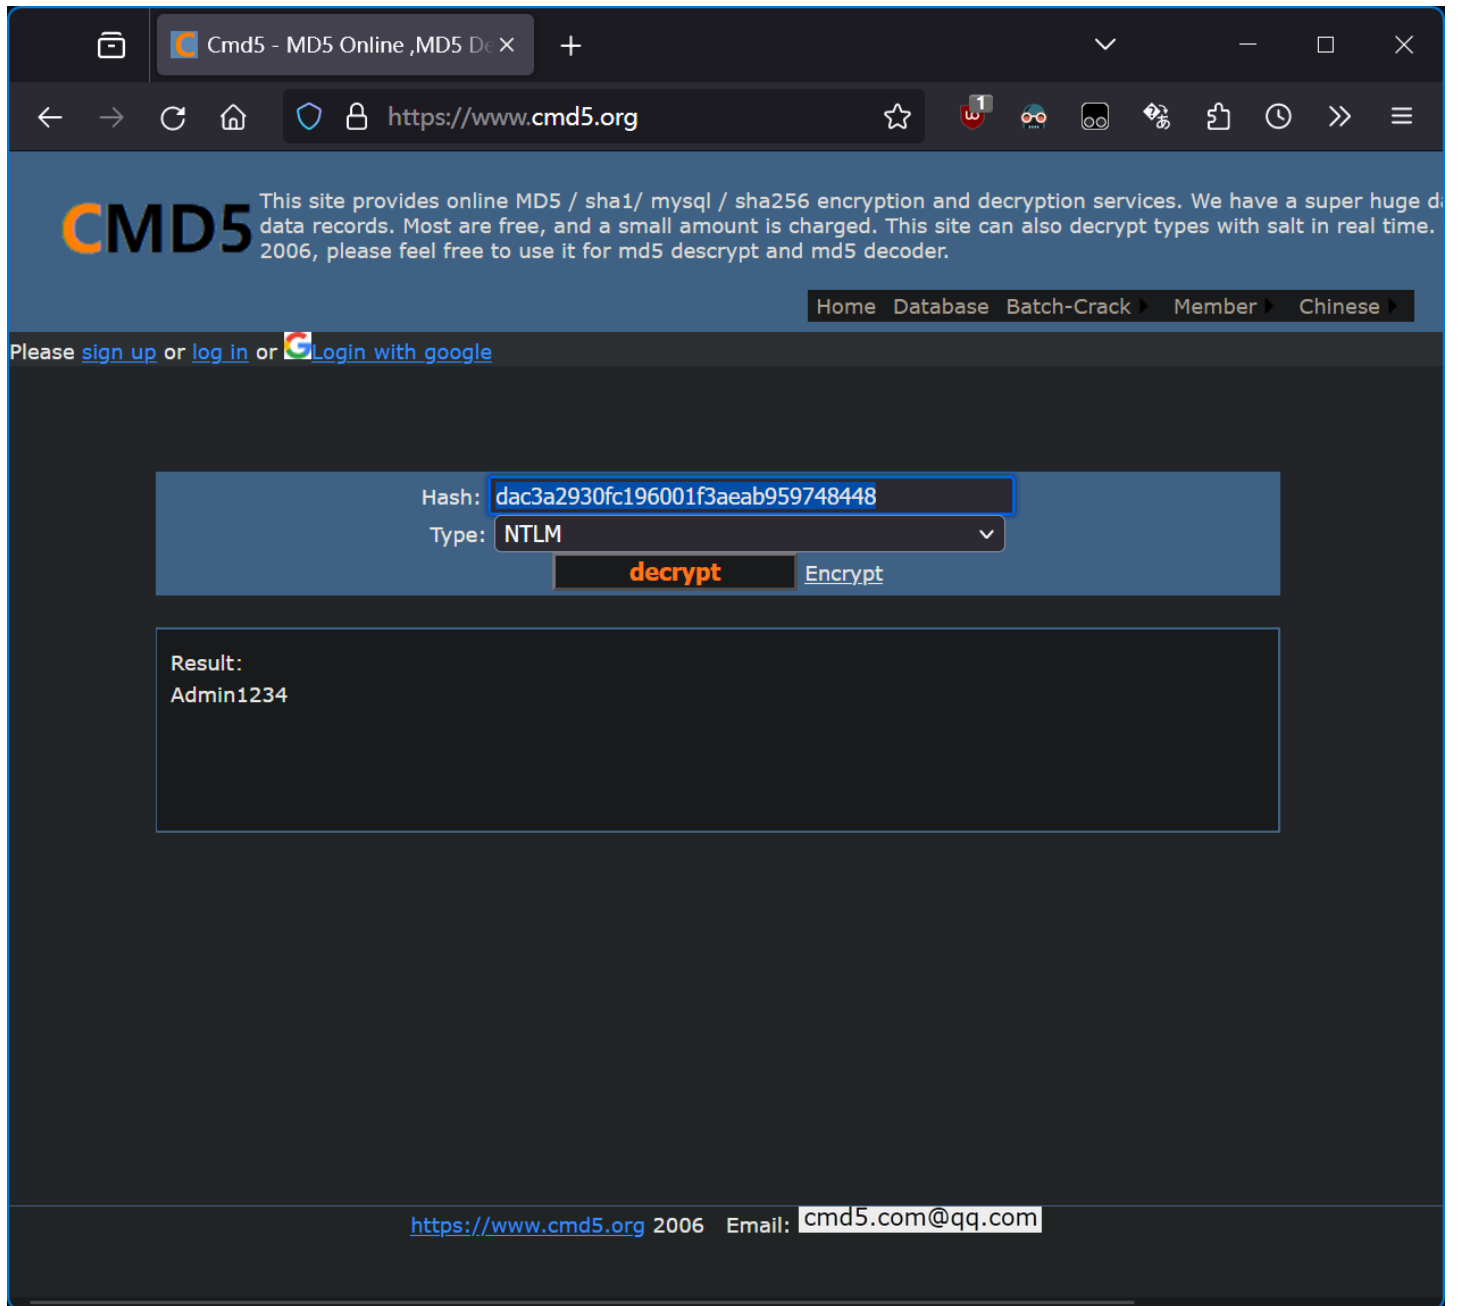 Cmd5 - MD5 Online ,MD5 De
https://www.cmd5.org
1
CMD5
This site provides online MD5 / sha1/ mysql / sha256 encryption and decryption services. We have a super huge d
data records. Most are free, and a small amount is charged. This site can also decrypt types with salt in real time.
2006, please feel free to use it for md5 descrypt and md5 decoder.
Home Database Batch-Crack Member Chinese
Please sign up or log in or Login with google
Hash: dac3a2930fc196001f3aeab959748448
Type: NTLM
decrypt Encrypt
Result:
Admin1234
https://www.cmd5.org 2006 Email: cmd5.com@qq.com